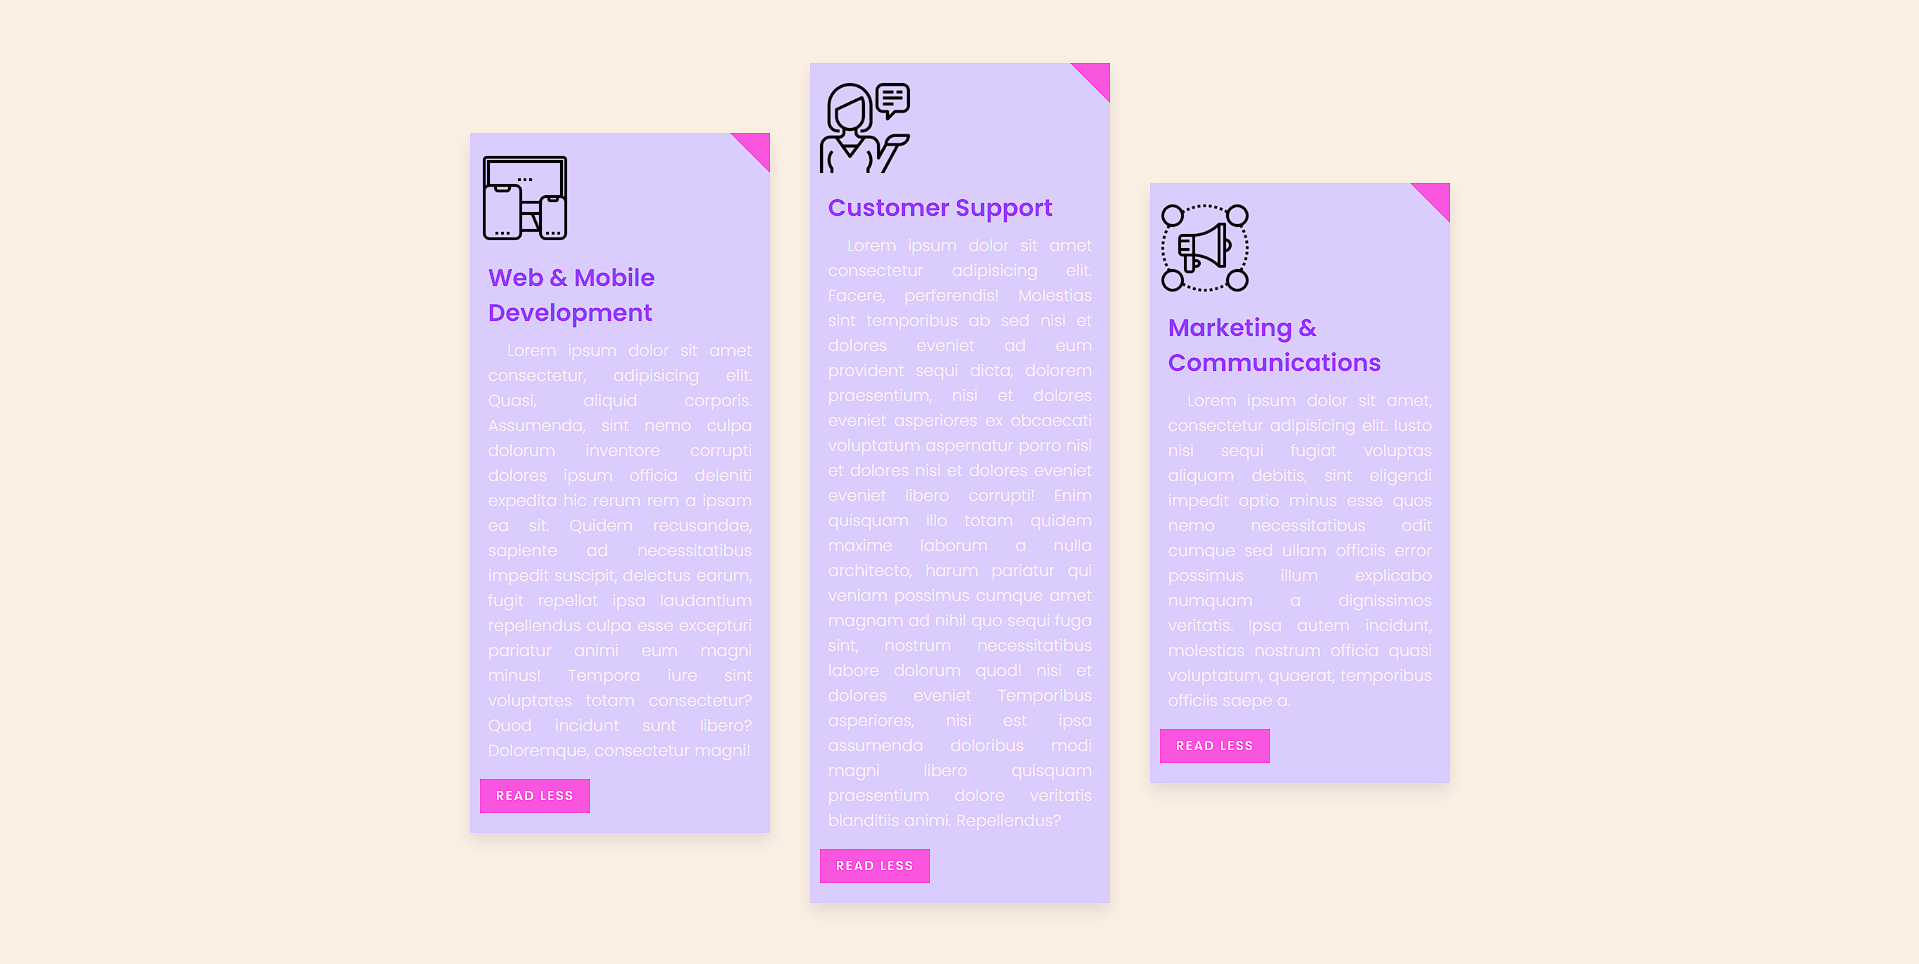 Web & Mobile
Development
Lorem ipsum dolor sit amet
consectetur, adipisicing elit.
Quasi, aliquid corporis.
Assumenda, sint nemo culpa
dolorum inventore corrupti
dolores ipsum officia deleniti
expedita hic rerum rem a ipsam
ea sit. Quidem recusandae,
sapiente ad necessitatibus
impedit suscipit, delectus earum,
fugit repellat ipsa laudantium
repellendus culpa esse excepturi
pariatur animi eum magni
minus! Tempora iure sint
voluptates totam consectetur?
Quod incidunt sunt libero?
Doloremque, consectetur magni!
READ LESS
Customer Support
Lorem ipsum dolor sit amet
consectetur adipisicing elit.
Facere, perferendis! Molestias
sint temporibus ab sed nisi et
dolores eveniet ad eum
provident sequi dicta, dolorem
praesentium, nisi et dolores
eveniet asperiores ex obcaecati
voluptatum aspernatur porro nisi
et dolores nisi et dolores eveniet
eveniet libero corrupti! Enim
quisquam illo totam quidem
maxime laborum a nulla
architecto, harum pariatur qui
veniam possimus cumque amet
magnam ad nihil quo sequi fuga
sint, nostrum necessitatibus
labore dolorum quod! nisi et
dolores eveniet Temporibus
asperiores, nisi est ipsa
assumenda doloribus modi
magni libero quisquam
praesentium dolore veritatis
blanditiis animi. Repellendus?
READ LESS
Marketing &
Communications
Lorem ipsum dolor sit amet,
consectetur adipisicing elit. Iusto
nisi sequi fugiat voluptas
aliquam debitis, sint eligendi
impedit optio minus esse quos
nemo necessitatibus odit
cumque sed ullam officiis error
possimus illum explicabo
numquam a dignissimos
veritatis. Ipsa autem incidunt,
molestias nostrum officia quasi
voluptatum, quaerat, temporibus
officiis saepe a.
READ LESS